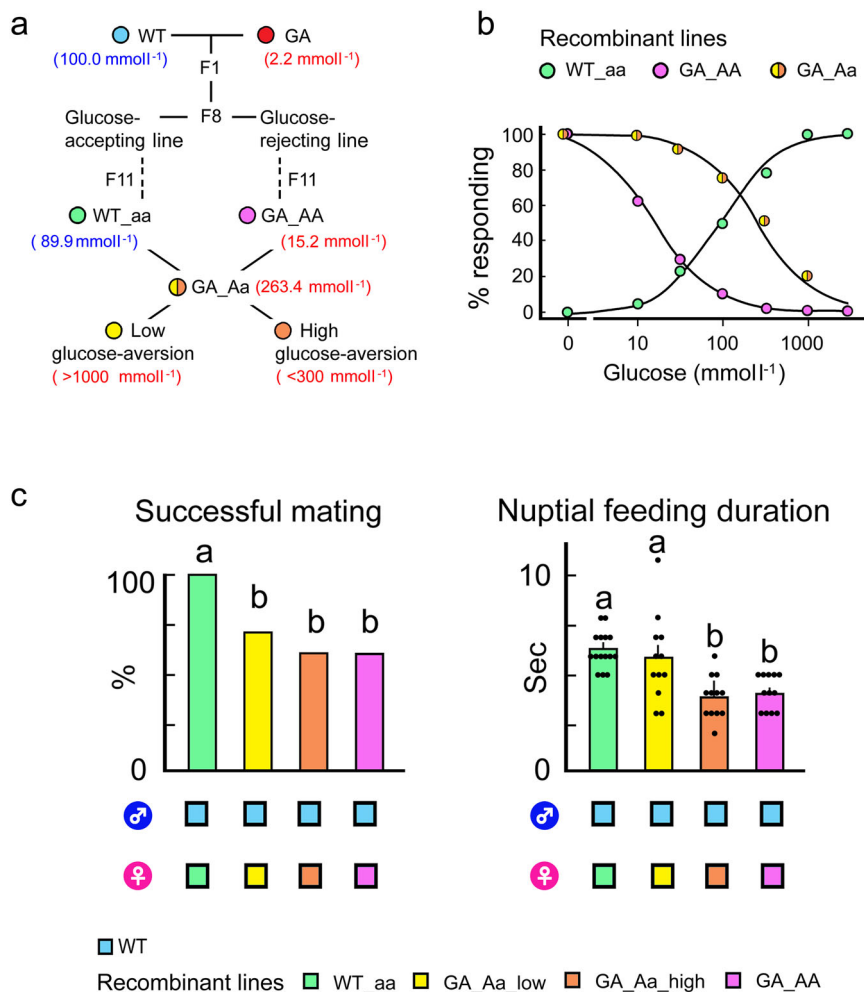 a
WT
GA
(100.0 mmoll-1)
(2.2 mmoll-1)
F1
F8
Glucose-
accepting line
Glucose-
rejecting line
F11
F11
WT_aa
GA_AA
( 89.9 mmoll-1)
(15.2 mmoll-1)
GA_Aa (263.4 mmoll-1)
Low
glucose-aversion
(>1000 mmoll-1)
High
glucose-aversion
( <300 mmoll-1)
b
Recombinant lines
WT_aa GA_AA GA_Aa
% responding
100
80
60
40
20
0
0 10 100 1000
Glucose (mmoll-1)
c
Successful mating
%
100
0
a b b b
♂
♀
Nuptial feeding duration
Sec
10
0
a a b b
♂
♀
WT
Recombinant lines WT_aa GA_Aa_low GA_Aa_high GA_AA